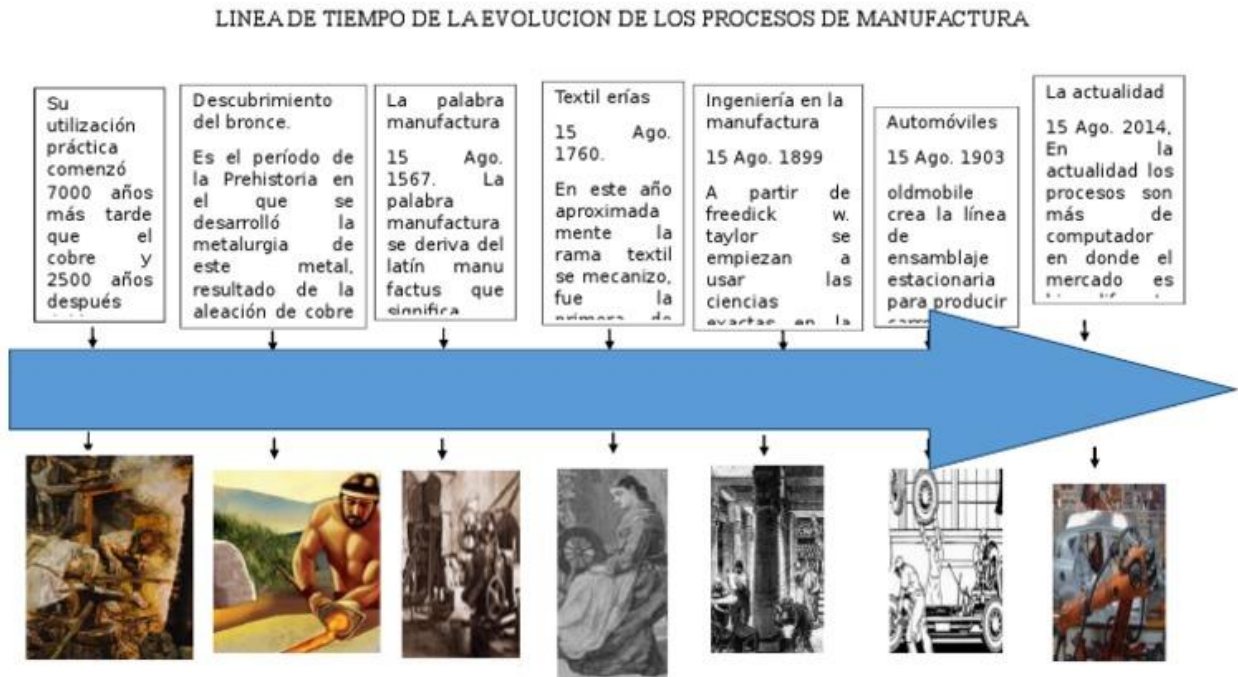 LINEA DE TIEMPO DE LA EVOLUCION DE LOS PROCESOS DE MANUFACTURA
Su
utilización
práctica
comenzó
7000 años
más tarde
que el
cobre y
2500 años
después
Descubrimiento
del bronce.
Es el período de
la Prehistoria en
el que se
desarrolló la
metalurgia de
este metal,
resultado de la
aleación de cobre
La palabra
manufactura
15 Ago.
1567. La
palabra
manufactura
se deriva del
latín manu
factus que
significa
Textil erías
15 Ago.
1760.
En este año
aproximada
mente la
rama textil
se mecanizo,
fue la
primera de
Ingeniería en la
manufactura
15 Ago. 1899
A partir de
freedick w.
taylor se
empiezan a
usar las
ciencias
exactas en la
Automóviles
15 Ago. 1903
oldmobile
crea la línea
de
ensamblaje
estacionaria
para producir
La actualidad
15 Ago. 2014,
En la
actualidad los
procesos son
más de
computador
en donde el
mercado es